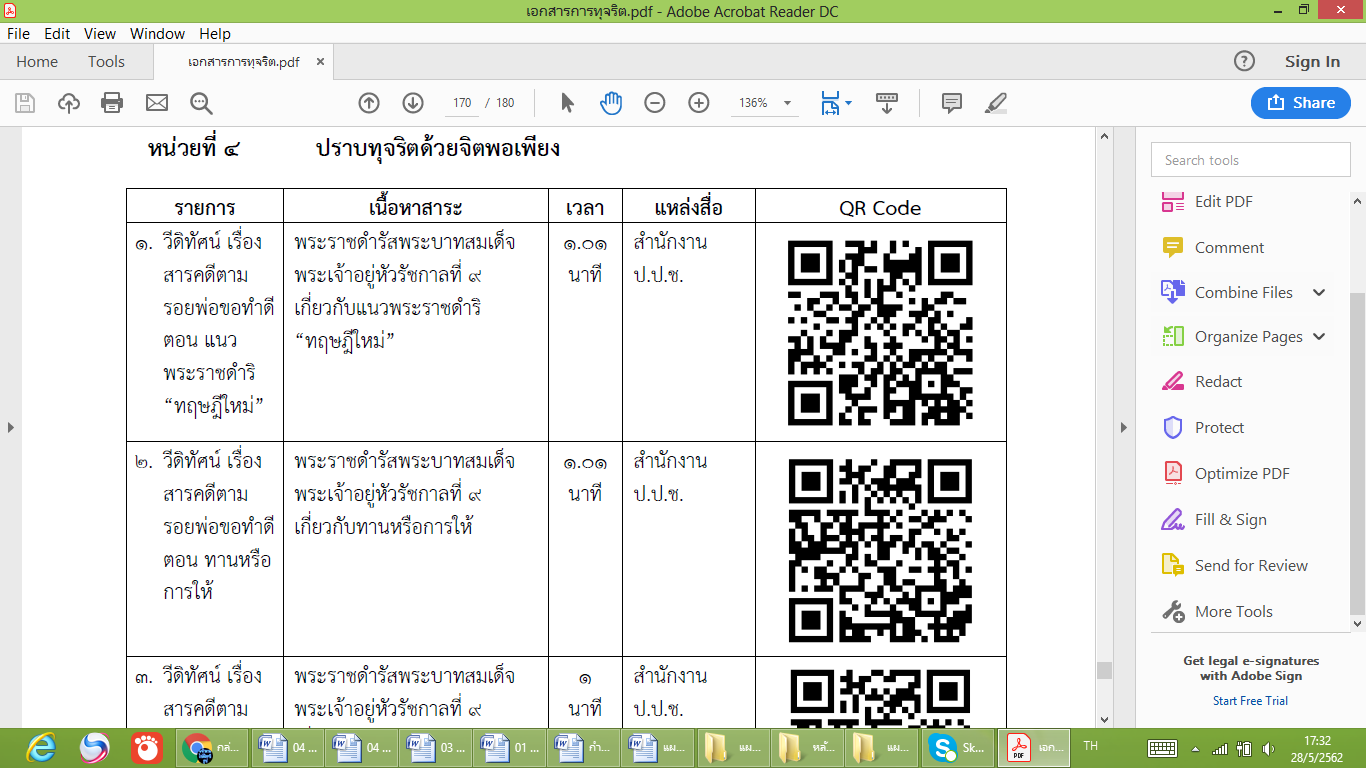 เอกสารการทุจริต.pdf - Adobe Acrobat Reader DC
File Edit View Window Help
Home Tools เอกสารการทุจริต.pdf × ? Sign In
170 / 180 136% Share
หน่วยที่ ๔ ปราบทุจริตด้วยจิตพอเพียง
รายการ เนื้อหาสาระ เวลา แหล่งสื่อ QR Code
๑. วีดิทัศน์ เรื่อง พระราชดำรัสพระบาทสมเด็จ ๑.๐๑ สำนักงาน
สารคดีตาม พระเจ้าอยู่หัวรัชกาลที่ ๙ นาที ป.ป.ช.
รอยพ่อขอทำดี เกี่ยวกับแนวพระราชดำริ
ตอน แนว “ทฤษฎีใหม่”
พระราชดำริ
“ทฤษฎีใหม่”
๒. วีดิทัศน์ เรื่อง พระราชดำรัสพระบาทสมเด็จ ๑.๐๑ สำนักงาน
สารคดีตาม พระเจ้าอยู่หัวรัชกาลที่ ๙ นาที ป.ป.ช.
รอยพ่อขอทำดี เกี่ยวกับทานหรือการให้
ตอน ทานหรือ
การให้
๓. วีดิทัศน์ เรื่อง พระราชดำรัสพระบาทสมเด็จ ๑ สำนักงาน
สารคดีตาม พระเจ้าอยู่หัวรัชกาลที่ ๙ นาที ป.ป.ช.
Search tools
Edit PDF
Comment
Combine Files
Organize Pages
Redact
Protect
Optimize PDF
Fill & Sign
Send for Review
More Tools
Get legal e-signatures
with Adobe Sign
Start Free Trial
กล่... 04 ... 04 ... 03 ... 01 ... กำ... แผ... แผ... หลั... แผ... Sk... เอก... TH 17:32
28/5/2562